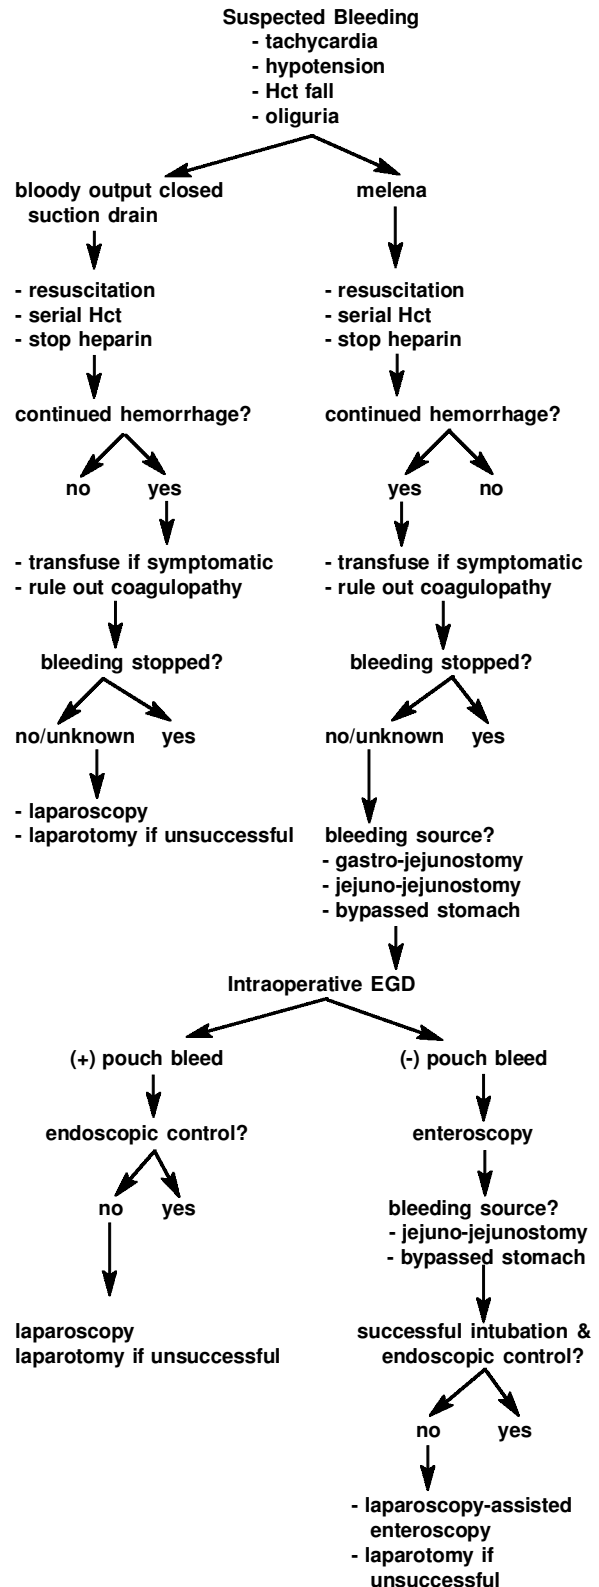 Suspected Bleeding
- tachycardia
- hypotension
- Hct fall
- oliguria
bloody output closed
suction drain
melena
- resuscitation
- serial Hct
- stop heparin
- resuscitation
- serial Hct
- stop heparin
continued hemorrhage?
continued hemorrhage?
no
yes
yes
no
- transfuse if symptomatic
- rule out coagulopathy
- transfuse if symptomatic
- rule out coagulopathy
bleeding stopped?
bleeding stopped?
no/unknown
yes
no/unknown
yes
- laparoscopy
- laparotomy if unsuccessful
bleeding source?
- gastro-jejunostomy
- jejuno-jejunostomy
- bypassed stomach
Intraoperative EGD
(+) pouch bleed
(-) pouch bleed
endoscopic control?
enteroscopy
no
yes
bleeding source?
- jejuno-jejunostomy
- bypassed stomach
laparoscopy
laparotomy if unsuccessful
successful intubation &
endoscopic control?
no
yes
- laparoscopy-assisted
enteroscopy
- laparotomy if
unsuccessful